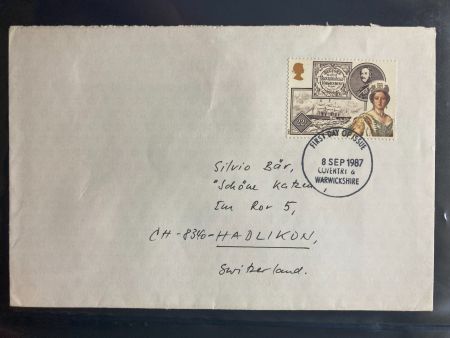 FIRST DAY OF ISSUE
8 SEP 1987
COVENTRY &
WARWICKSHIRE
Silvio Bär,
"Schöne Katzen",
Im Ror 5,
CH-8340-HADLIKON,
Switzerland.